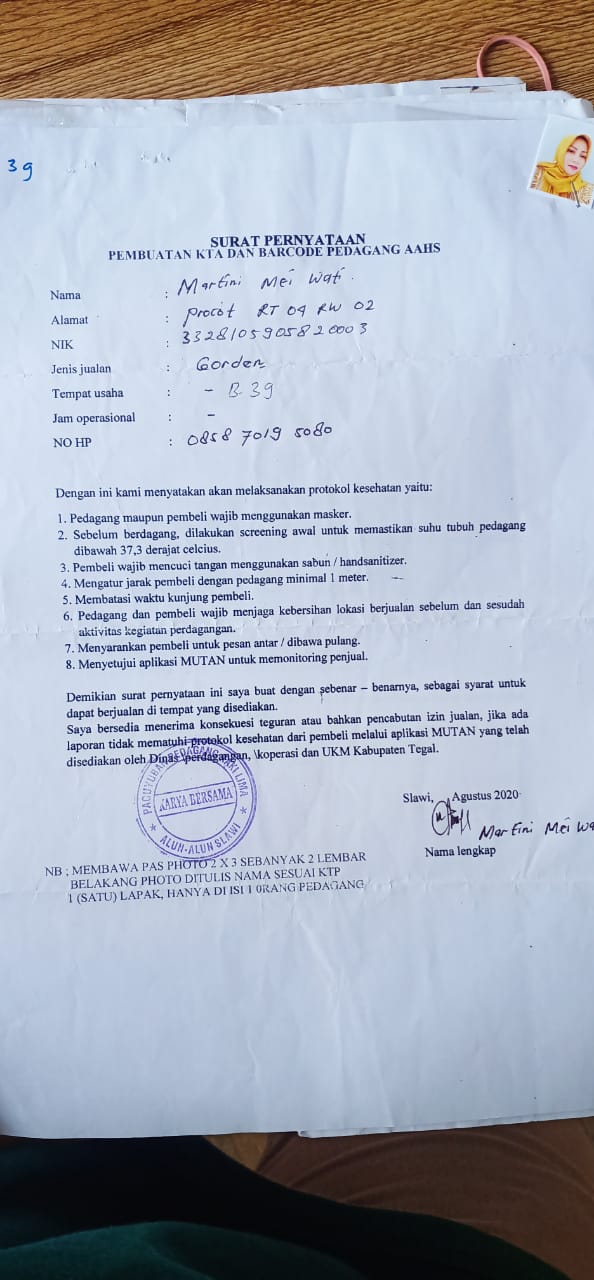 39
SURAT PERNYATAAN
PEMBUATAN KTA DAN BARCODE PEDAGANG AAHS
Nama : Martini Mei Wati.
Alamat : Procot RT 04 RW 02
NIK : 3328105905820003
Jenis jualan : Gorden
Tempat usaha : - B 39
Jam operasional : -
NO HP : 0858 7019 5080
Dengan ini kami menyatakan akan melaksanakan protokol kesehatan yaitu:
1. Pedagang maupun pembeli wajib menggunakan masker.
2. Sebelum berdagang, dilakukan screening awal untuk memastikan suhu tubuh pedagang
dibawah 37,3 derajat celcius.
3. Pembeli wajib mencuci tangan menggunakan sabun / handsanitizer.
4. Mengatur jarak pembeli dengan pedagang minimal 1 meter.
5. Membatasi waktu kunjung pembeli.
6. Pedagang dan pembeli wajib menjaga kebersihan lokasi berjualan sebelum dan sesudah
aktivitas kegiatan perdagangan.
7. Menyarankan pembeli untuk pesan antar / dibawa pulang.
8. Menyetujui aplikasi MUTAN untuk memonitoring penjual.
Demikian surat pernyataan ini saya buat dengan sebenar – benarnya, sebagai syarat untuk
dapat berjualan di tempat yang disediakan.
Saya bersedia menerima konsekuesi teguran atau bahkan pencabutan izin jualan, jika ada
laporan tidak mematuhi protokol kesehatan dari pembeli melalui aplikasi MUTAN yang telah
disediakan oleh Dinas \perdagangan, \koperasi dan UKM Kabupaten Tegal.
PAGUYUBAN PEDAGANG KAKI LIMA
KARYA BERSAMA
* ALUN-ALUN SLAWI *
Slawi, Agustus 2020
Martini Mei Wa
Nama lengkap
NB ; MEMBAWA PAS PHOTO 2 X 3 SEBANYAK 2 LEMBAR
BELAKANG PHOTO DITULIS NAMA SESUAI KTP
1 (SATU) LAPAK, HANYA DI ISI 1 0RANG PEDAGANG